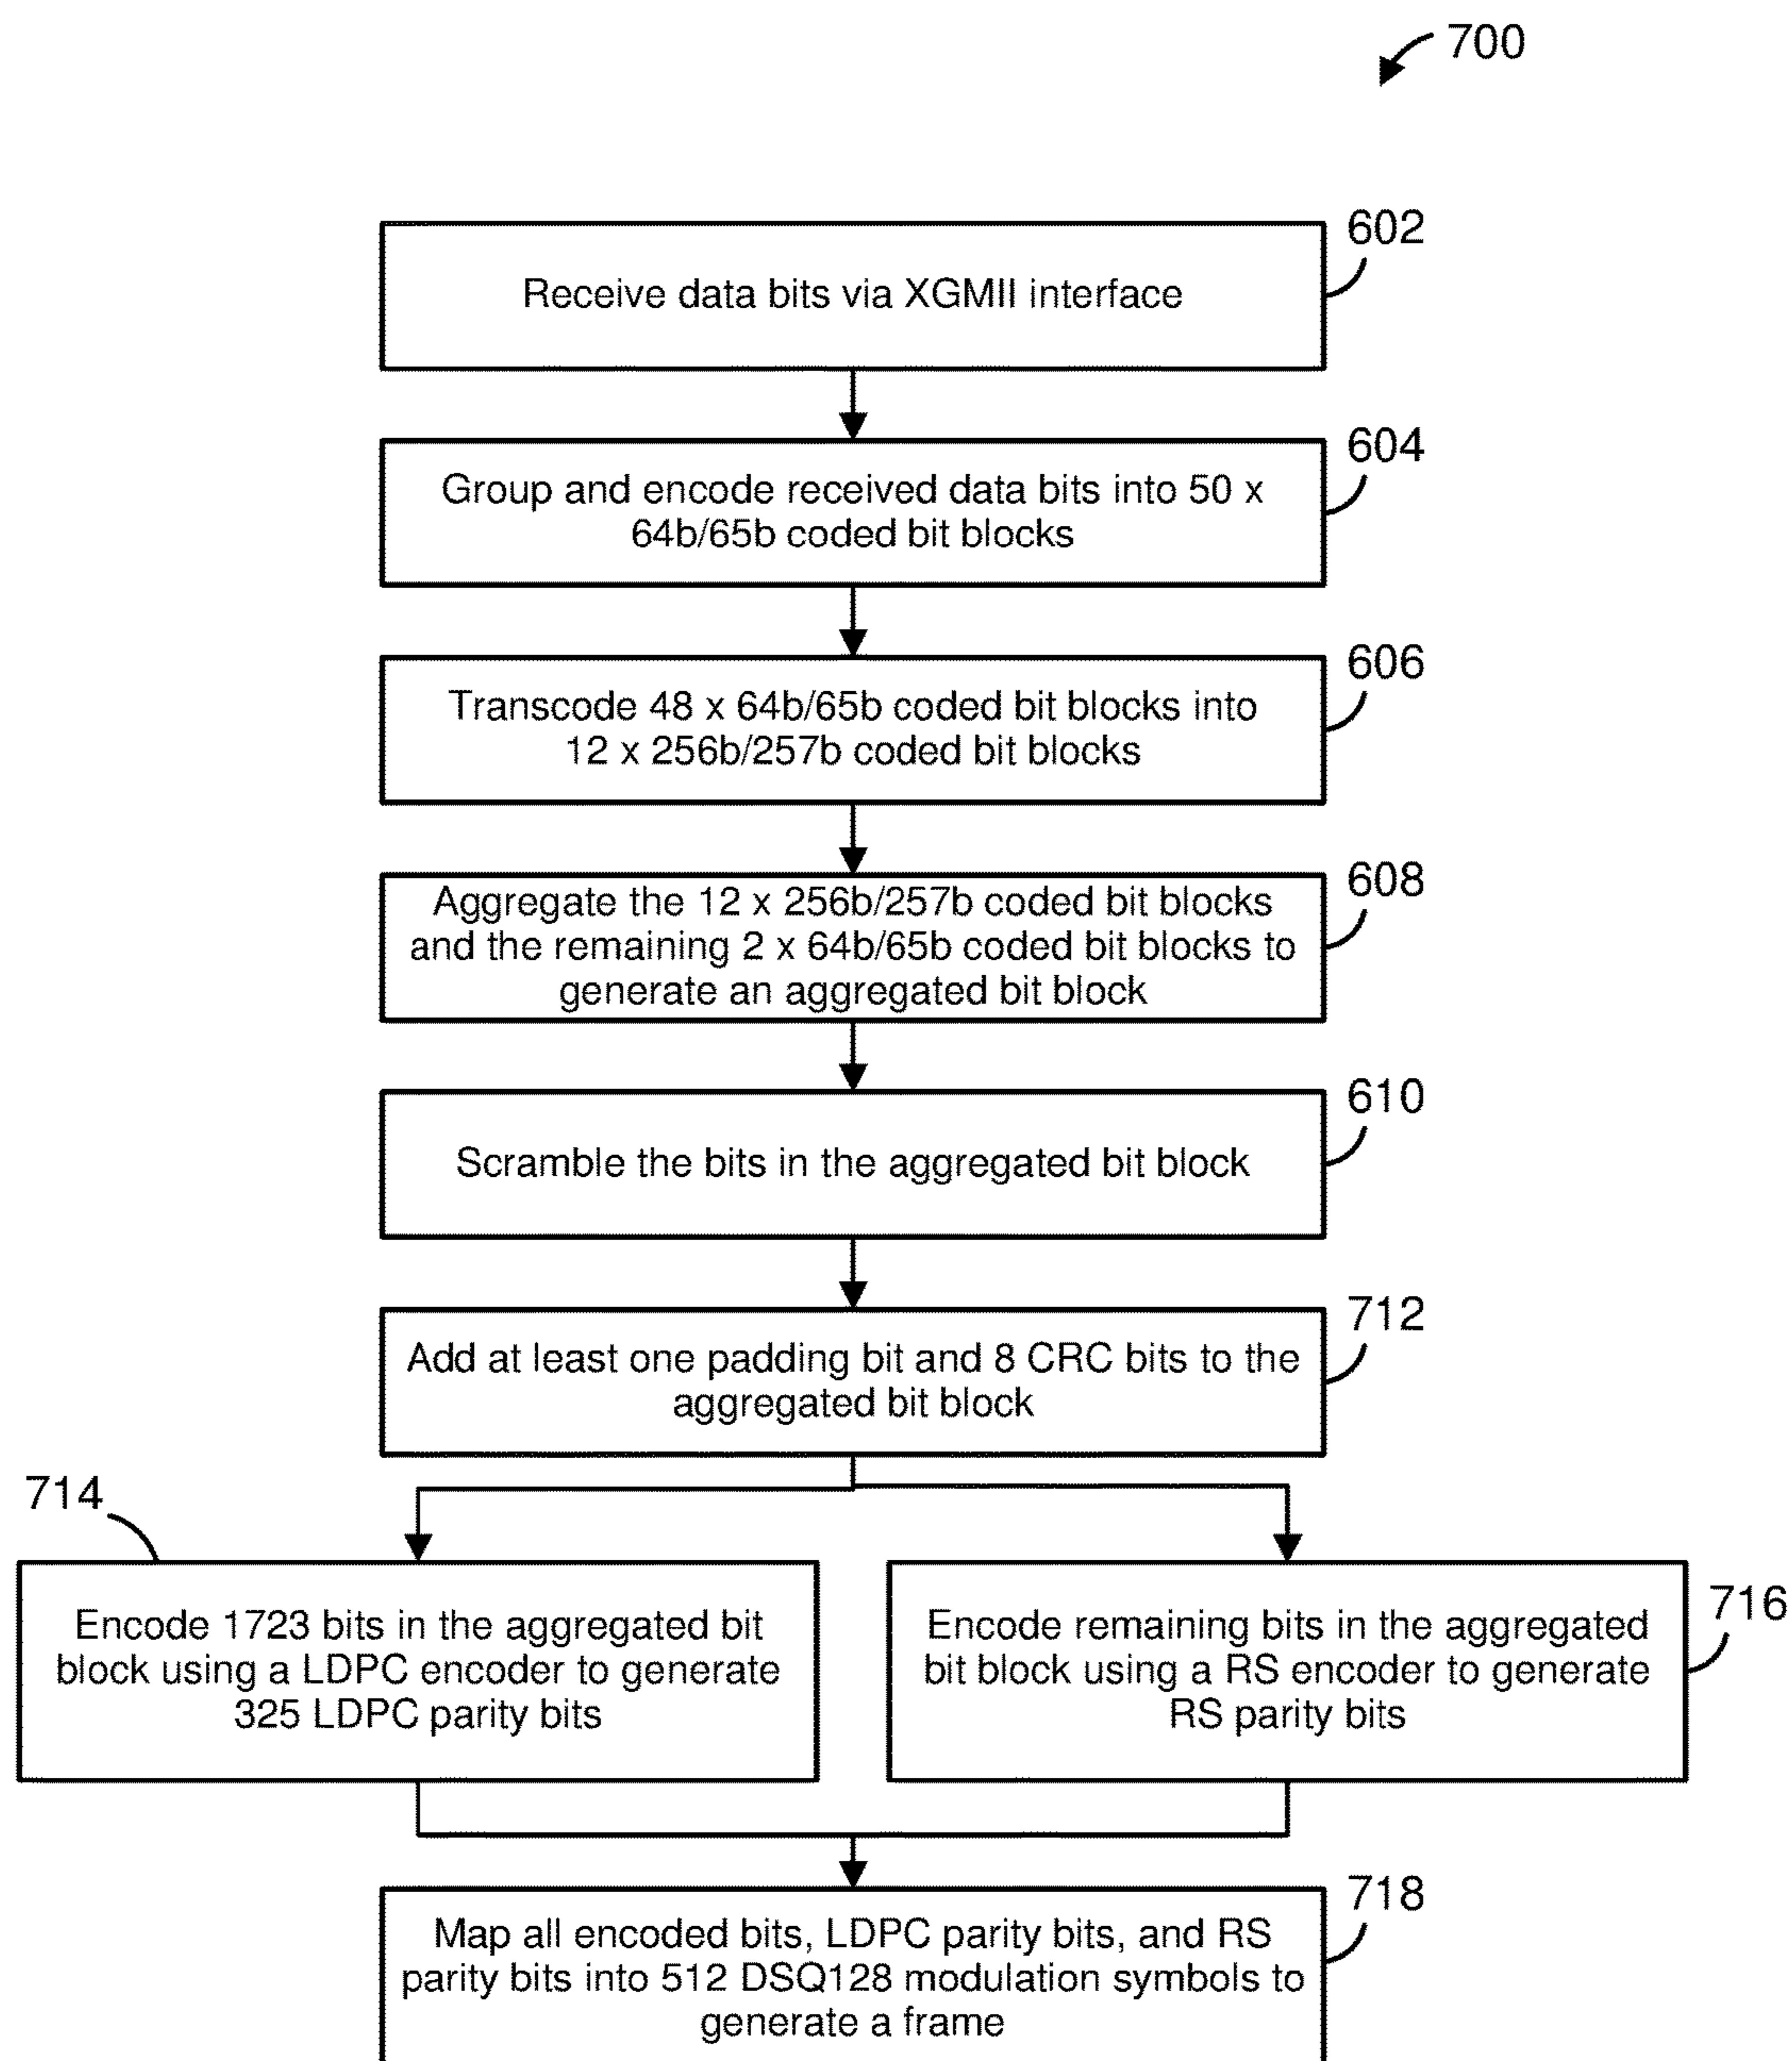 700
602
Receive data bits via XGMII interface
604
Group and encode received data bits into 50 x
64b/65b coded bit blocks
606
Transcode 48 x 64b/65b coded bit blocks into
12 x 256b/257b coded bit blocks
608
Aggregate the 12 x 256b/257b coded bit blocks
and the remaining 2 x 64b/65b coded bit blocks to
generate an aggregated bit block
610
Scramble the bits in the aggregated bit block
712
Add at least one padding bit and 8 CRC bits to the
aggregated bit block
714
Encode 1723 bits in the aggregated bit
block using a LDPC encoder to generate
325 LDPC parity bits
716
Encode remaining bits in the aggregated
bit block using a RS encoder to generate
RS parity bits
718
Map all encoded bits, LDPC parity bits, and RS
parity bits into 512 DSQ128 modulation symbols to
generate a frame